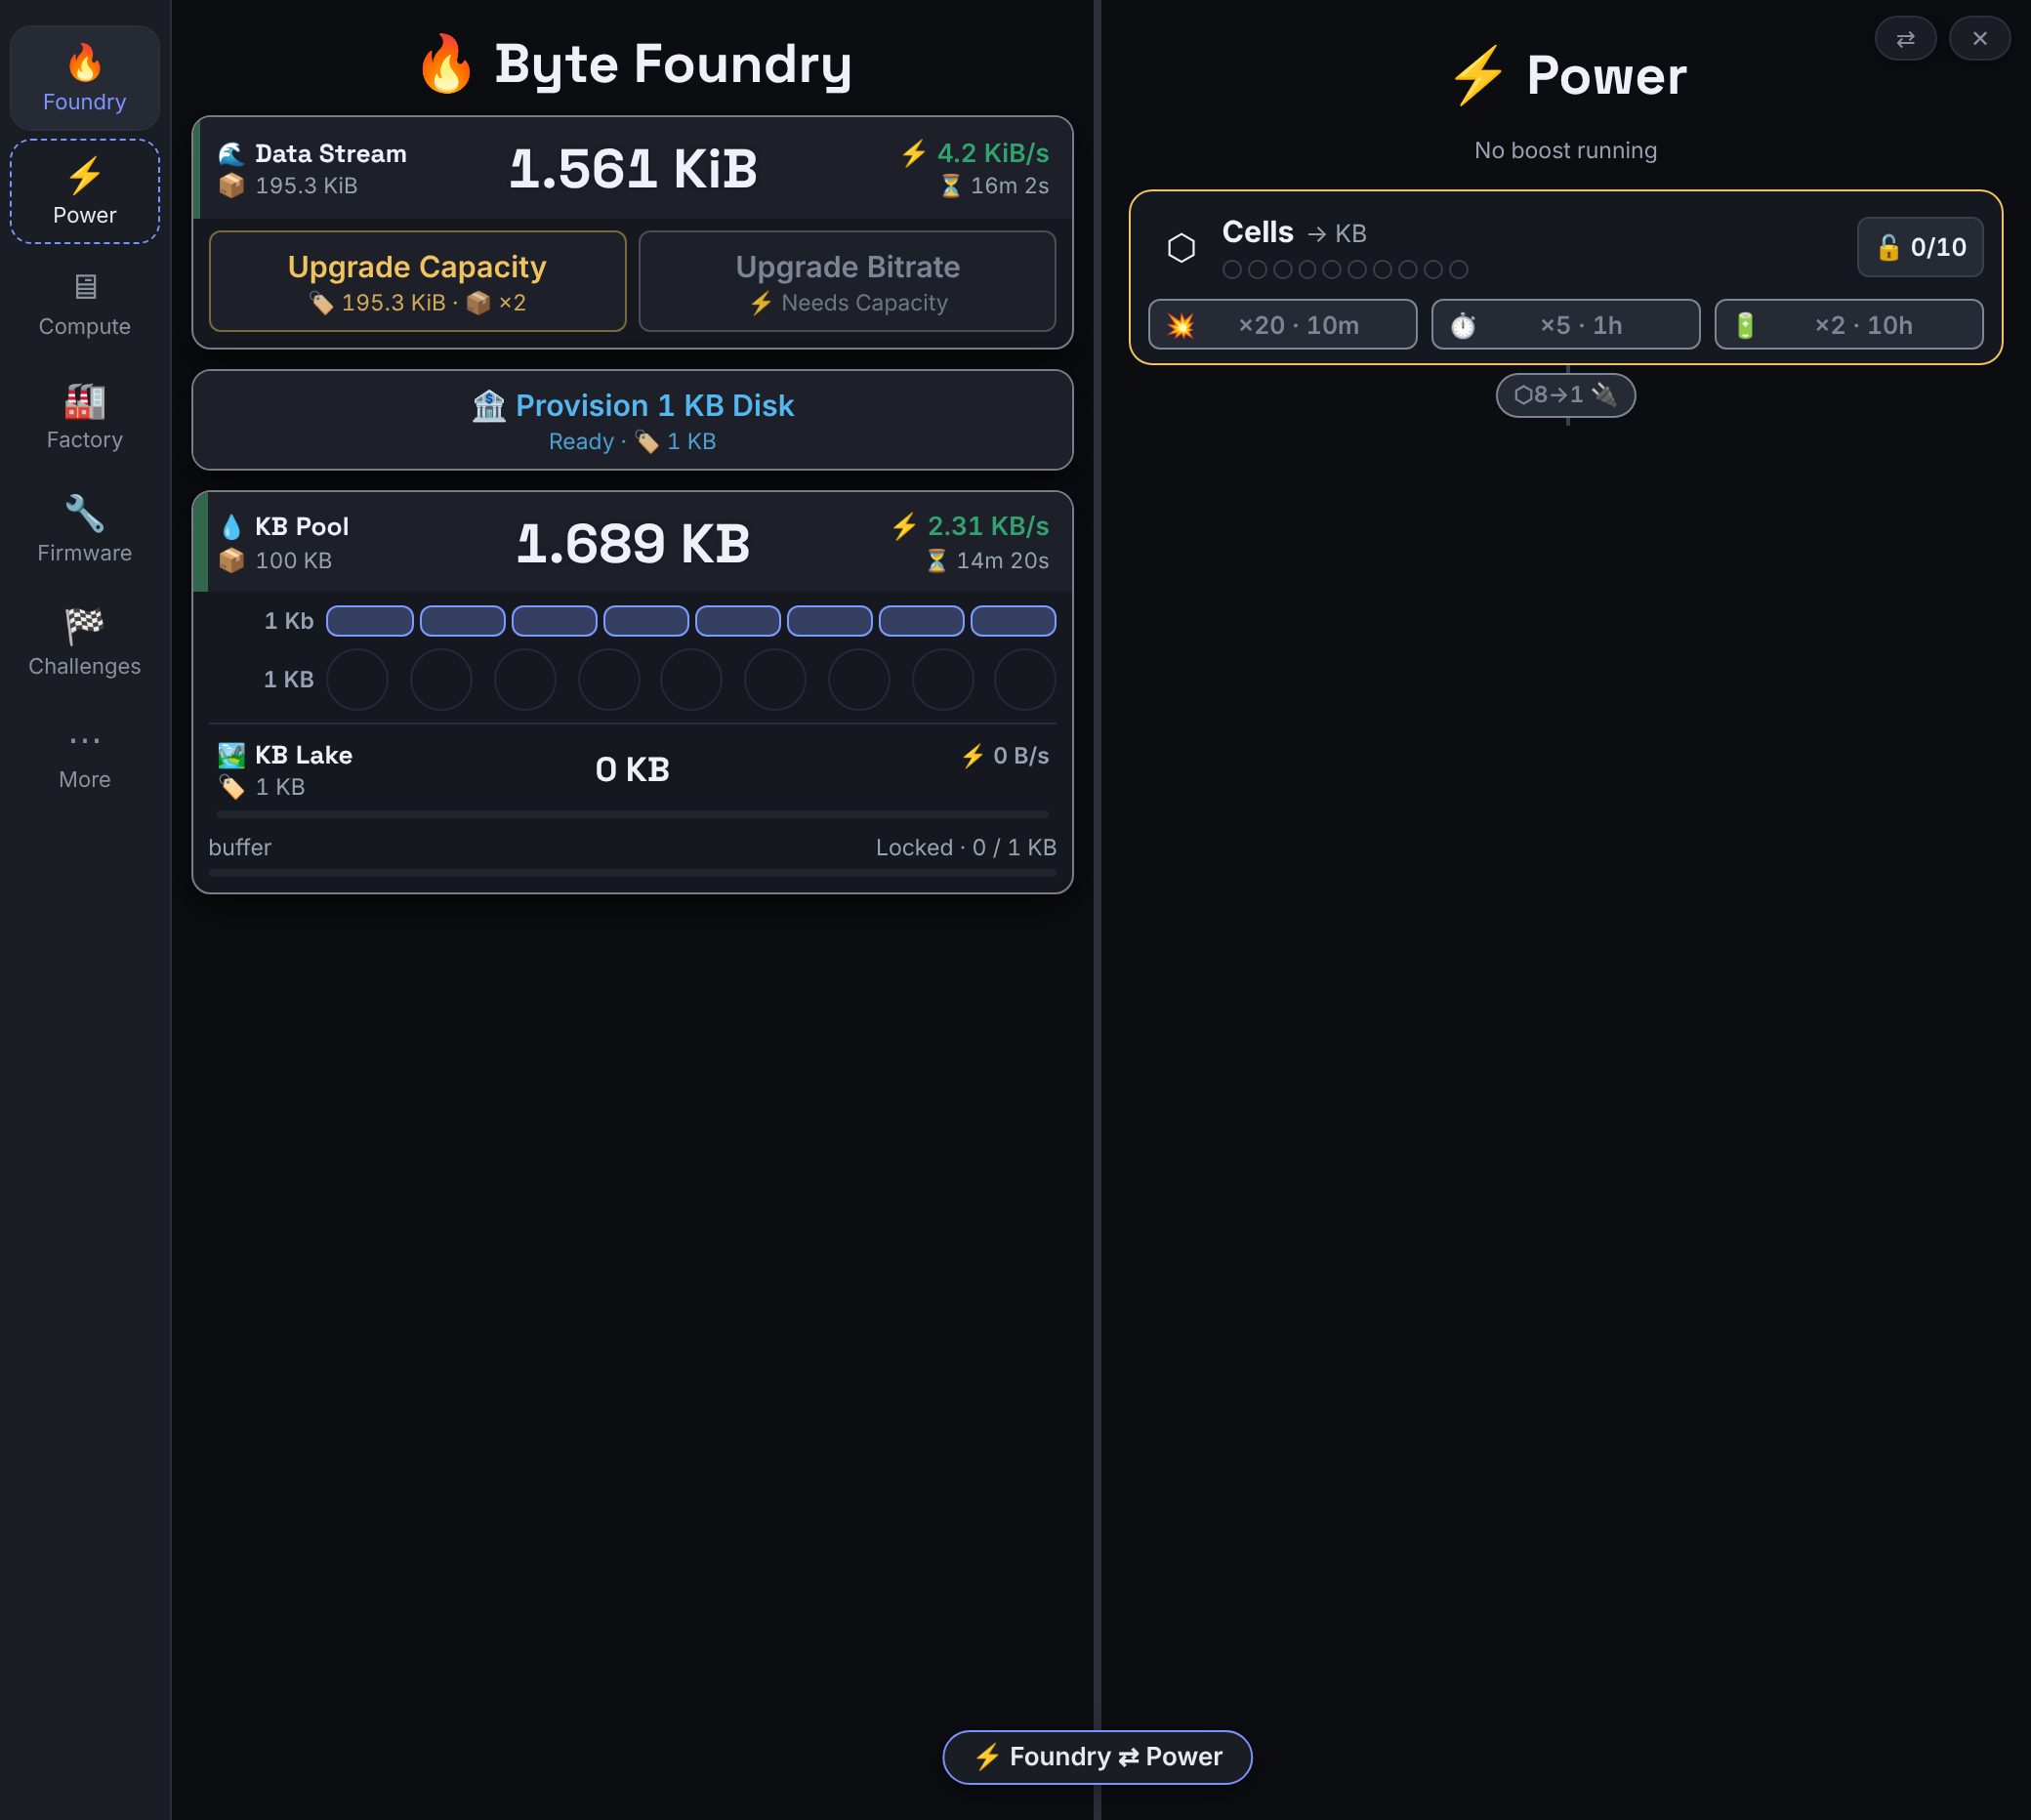 Foundry
Power
Compute
Factory
Firmware
Challenges
More
🔥 Byte Foundry
🌊 Data Stream
📦 195.3 KiB
1.561 KiB
⚡ 4.2 KiB/s
⏳ 16m 2s
Upgrade Capacity
🏷️ 195.3 KiB · 📦 ×2
Upgrade Bitrate
⚡ Needs Capacity
🏦 Provision 1 KB Disk
Ready · 🏷️ 1 KB
💧 KB Pool
📦 100 KB
1.689 KB
⚡ 2.31 KB/s
⏳ 14m 20s
1 Kb
1 KB
🏞️ KB Lake
🏷️ 1 KB
0 KB
⚡ 0 B/s
buffer
Locked · 0 / 1 KB
⚡ Power
No boost running
⬡ Cells → KB
🔓 0/10
💥 ×20 · 10m
⏱️ ×5 · 1h
🔋 ×2 · 10h
⬡8→1 🔌
⚡ Foundry ⇄ Power